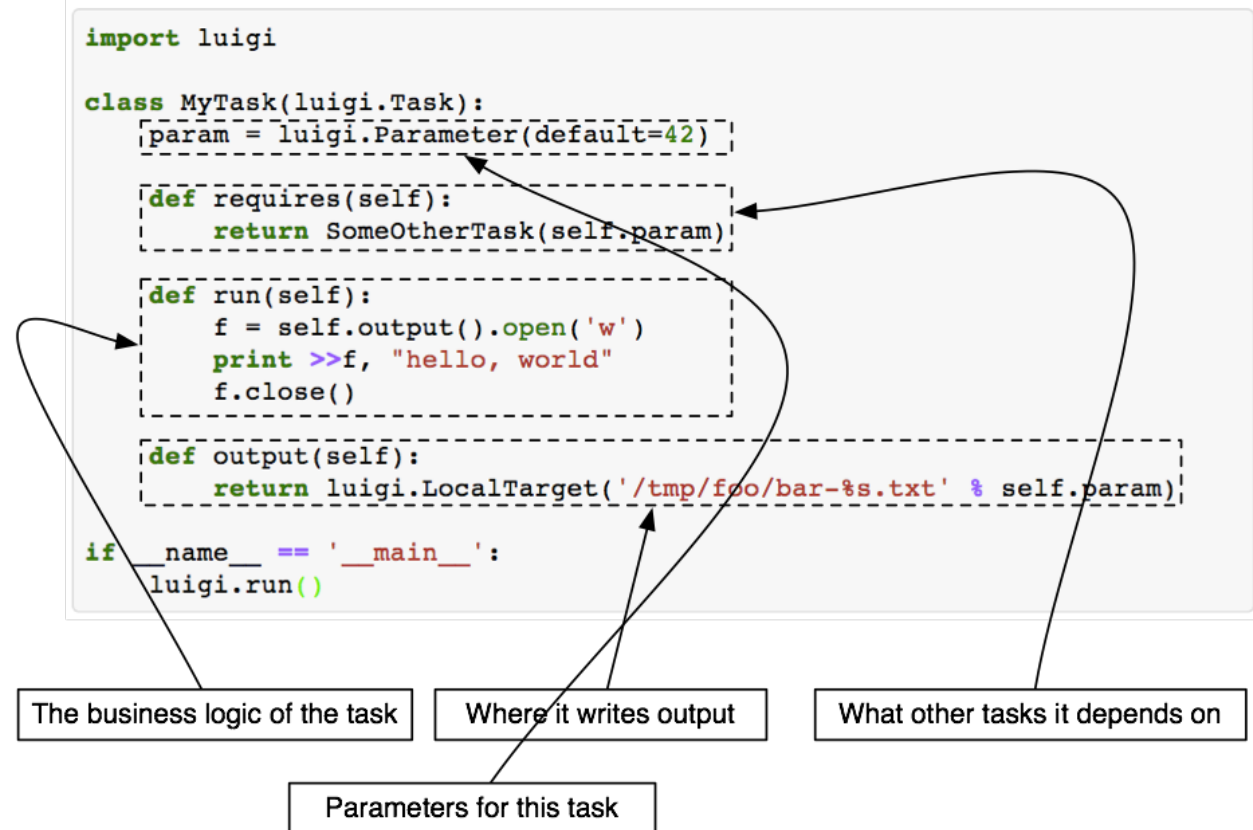 import luigi
class MyTask(luigi.Task):
param = luigi.Parameter(default=42)
def requires(self):
return SomeOtherTask(self.param)
def run(self):
f = self.output().open('w')
print >>f, "hello, world"
f.close()
def output(self):
return luigi.LocalTarget('/tmp/foo/bar-%s.txt' % self.param)
if __name__ == '__main__':
luigi.run()
The business logic of the task
Where it writes output
What other tasks it depends on
Parameters for this task